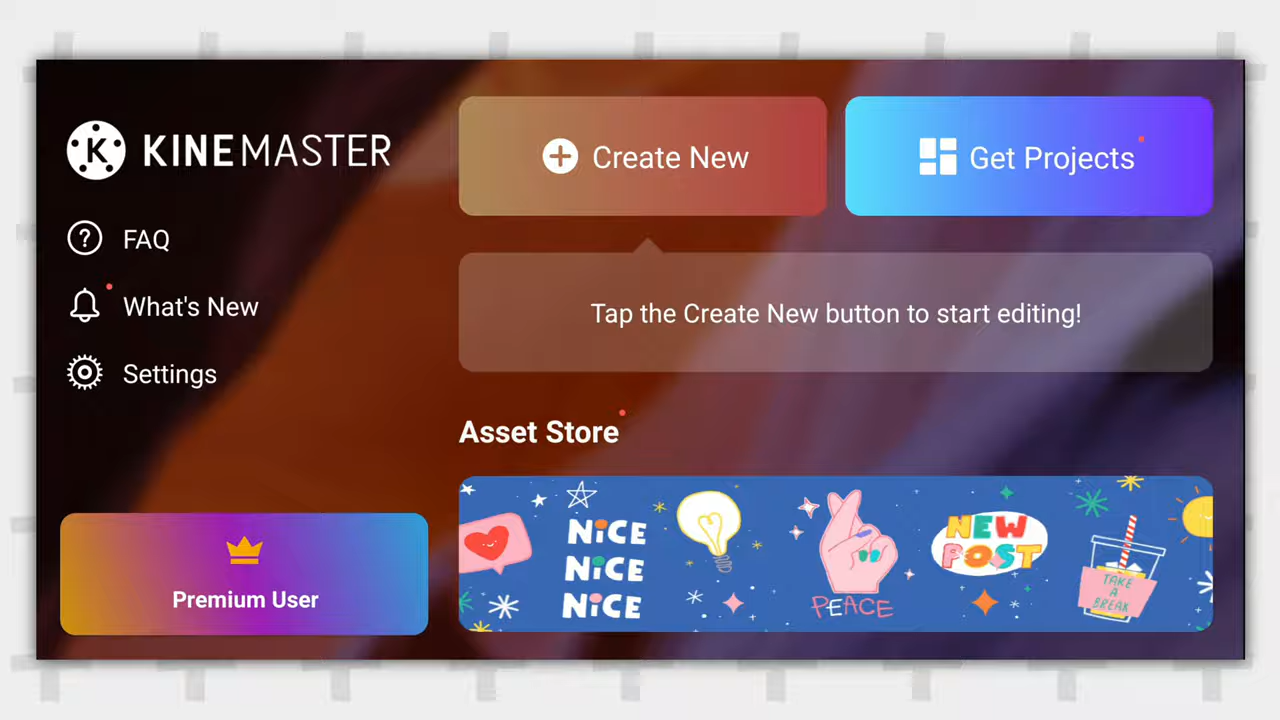 KINEMASTER
FAQ
What's New
Settings
Premium User
Create New
Get Projects
Tap the Create New button to start editing!
Asset Store
NiCE
NiCE
NiCE
PEACE
NEW
POST
TAKE
A
BREAK